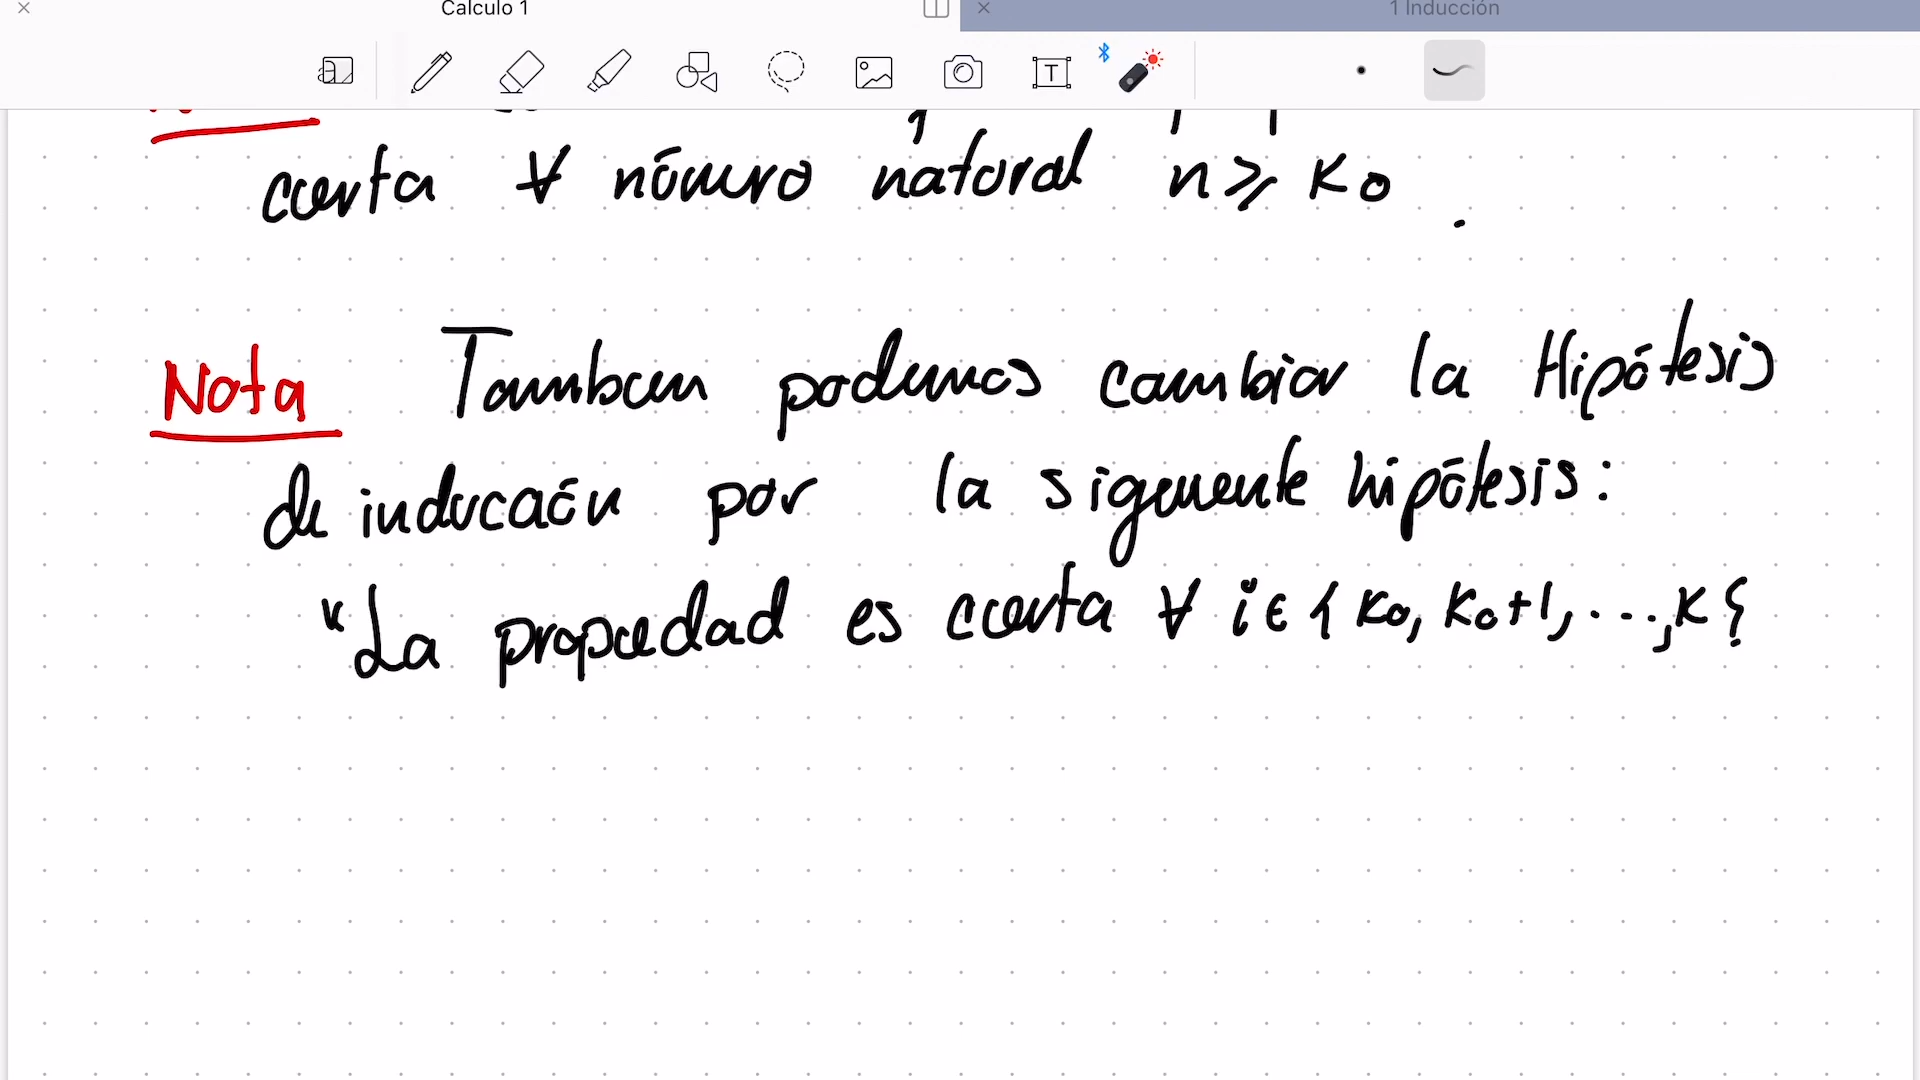 Calculo 1
1 Inducción
T
cierta ∀ número natural n ≥ k₀ .
Nota Tambien podemos cambiar la Hipótesis
de inducción por la siguiente hipótesis:
"La propiedad es cierta ∀ i ∈ { k₀, k₀+1, ..., k }